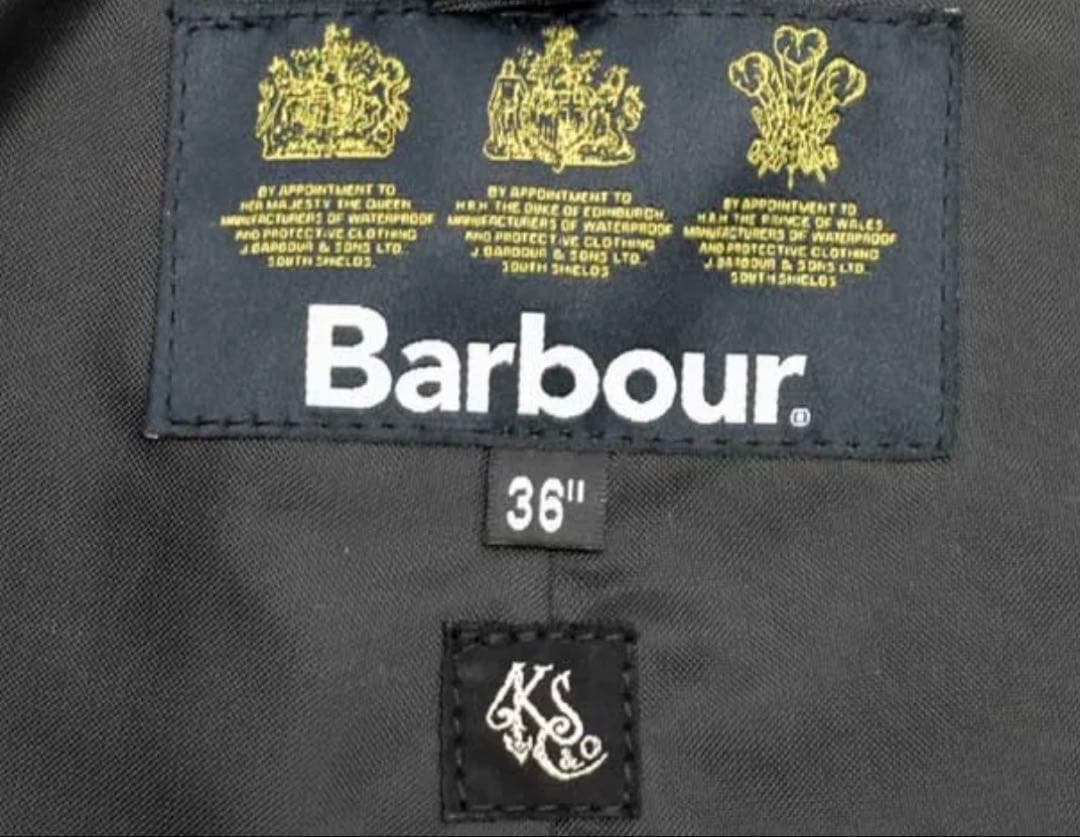 BY APPOINTMENT TO
HER MAJESTY THE QUEEN
MANUFACTURERS OF WATERPROOF
AND PROTECTIVE CLOTHING
J. BARBOUR & SONS LTD.
SOUTH SHIELDS
BY APPOINTMENT TO
H.R.H. THE DUKE OF EDINBURGH
MANUFACTURERS OF WATERPROOF
AND PROTECTIVE CLOTHING
J. BARBOUR & SONS LTD.
SOUTH SHIELDS
BY APPOINTMENT TO
H.R.H. THE PRINCE OF WALES
MANUFACTURERS OF WATERPROOF
AND PROTECTIVE CLOTHING
J. BARBOUR & SONS LTD.
SOUTH SHIELDS
Barbour®
36"
KS
&Co